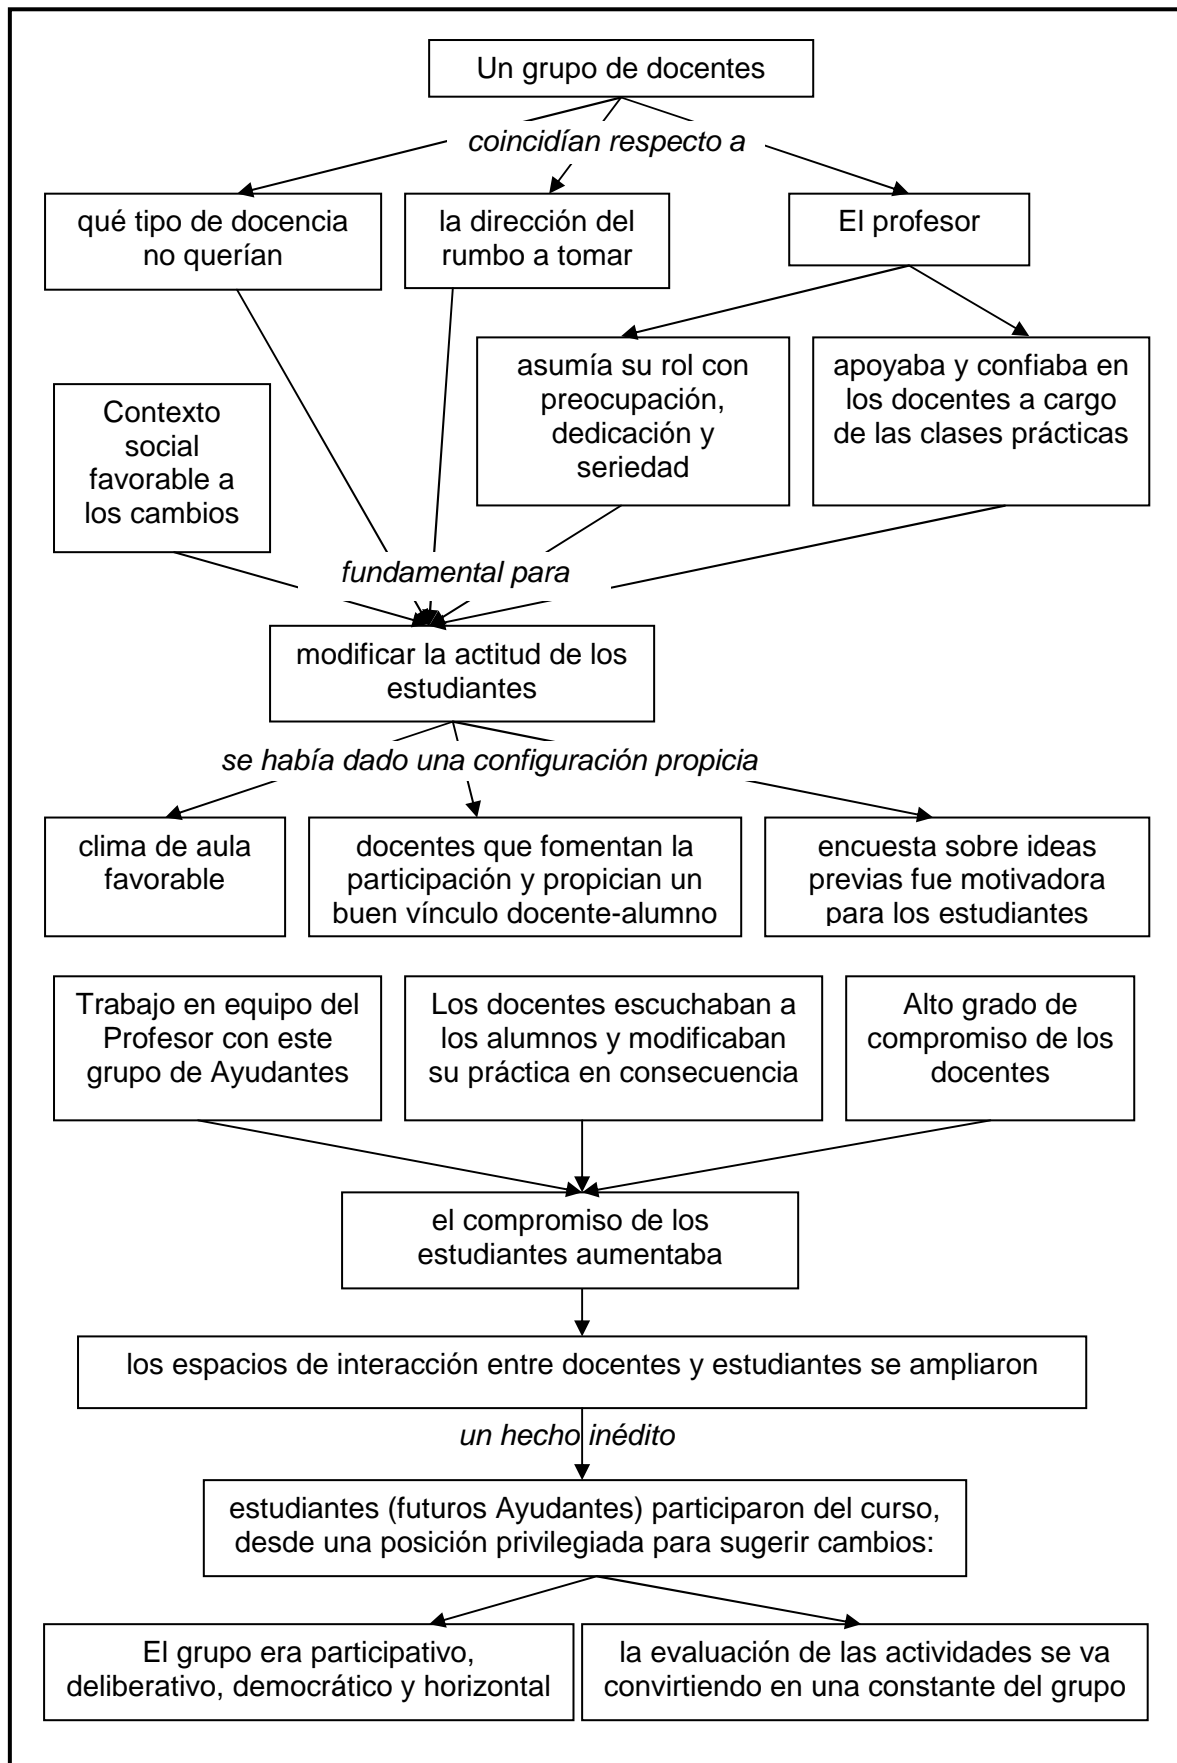 Un grupo de docentes
coincidían respecto a
qué tipo de docencia
no querían
la dirección del
rumbo a tomar
El profesor
asumía su rol con
preocupación,
dedicación y
seriedad
apoyaba y confiaba en
los docentes a cargo
de las clases prácticas
Contexto
social
favorable a
los cambios
fundamental para
modificar la actitud de los
estudiantes
se había dado una configuración propicia
clima de aula
favorable
docentes que fomentan la
participación y propician un
buen vínculo docente-alumno
encuesta sobre ideas
previas fue motivadora
para los estudiantes
Trabajo en equipo del
Profesor con este
grupo de Ayudantes
Los docentes escuchaban a
los alumnos y modificaban
su práctica en consecuencia
Alto grado de
compromiso de los
docentes
el compromiso de los
estudiantes aumentaba
los espacios de interacción entre docentes y estudiantes se ampliaron
un hecho inédito
estudiantes (futuros Ayudantes) participaron del curso,
desde una posición privilegiada para sugerir cambios:
El grupo era participativo,
deliberativo, democrático y horizontal
la evaluación de las actividades se va
convirtiendo en una constante del grupo